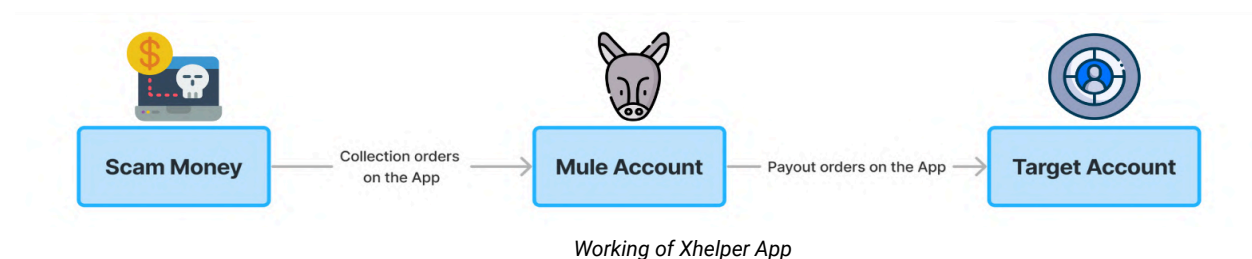 Scam Money
Collection orders
on the App
Mule Account
Payout orders on the App
Target Account
Working of Xhelper App